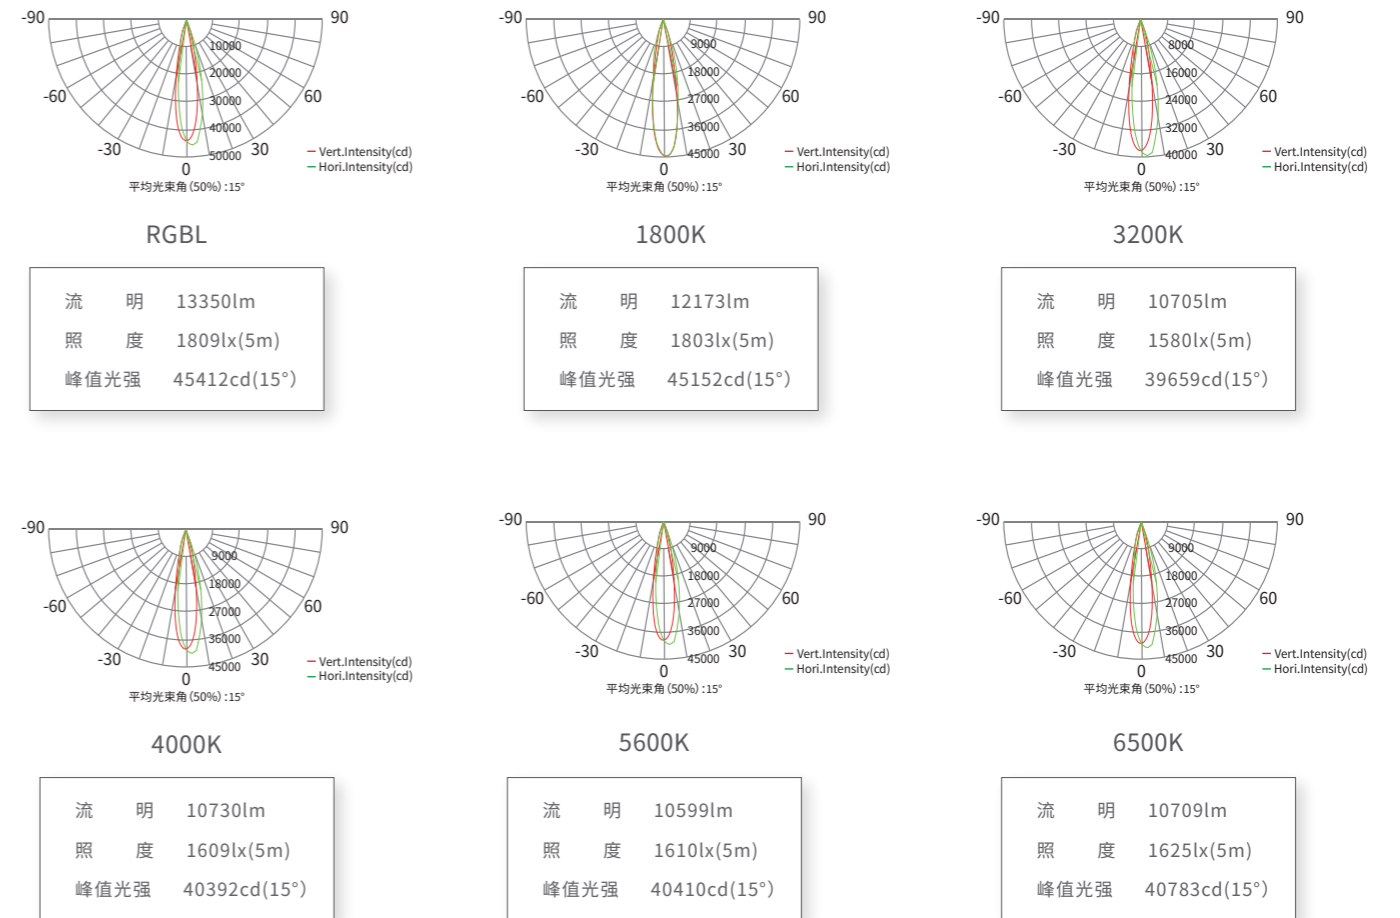 -90 90
10000
20000
30000
40000
50000
-60 60
-30 30
0
Vert.Intensity(cd)
Hori.Intensity(cd)
平均光束角(50%):15°
RGBL
流 明 13350lm
照 度 1809lx(5m)
峰值光强 45412cd(15°)
-90 90
9000
18000
27000
36000
45000
-60 60
-30 30
0
Vert.Intensity(cd)
Hori.Intensity(cd)
平均光束角(50%):15°
1800K
流 明 12173lm
照 度 1803lx(5m)
峰值光强 45152cd(15°)
-90 90
8000
16000
24000
32000
40000
-60 60
-30 30
0
Vert.Intensity(cd)
Hori.Intensity(cd)
平均光束角(50%):15°
3200K
流 明 10705lm
照 度 1580lx(5m)
峰值光强 39659cd(15°)
-90 90
9000
18000
27000
36000
45000
-60 60
-30 30
0
Vert.Intensity(cd)
Hori.Intensity(cd)
平均光束角(50%):15°
4000K
流 明 10730lm
照 度 1609lx(5m)
峰值光强 40392cd(15°)
-90 90
9000
18000
27000
36000
45000
-60 60
-30 30
0
Vert.Intensity(cd)
Hori.Intensity(cd)
平均光束角(50%):15°
5600K
流 明 10599lm
照 度 1610lx(5m)
峰值光强 40410cd(15°)
-90 90
9000
18000
27000
36000
45000
-60 60
-30 30
0
Vert.Intensity(cd)
Hori.Intensity(cd)
平均光束角(50%):15°
6500K
流 明 10709lm
照 度 1625lx(5m)
峰值光强 40783cd(15°)